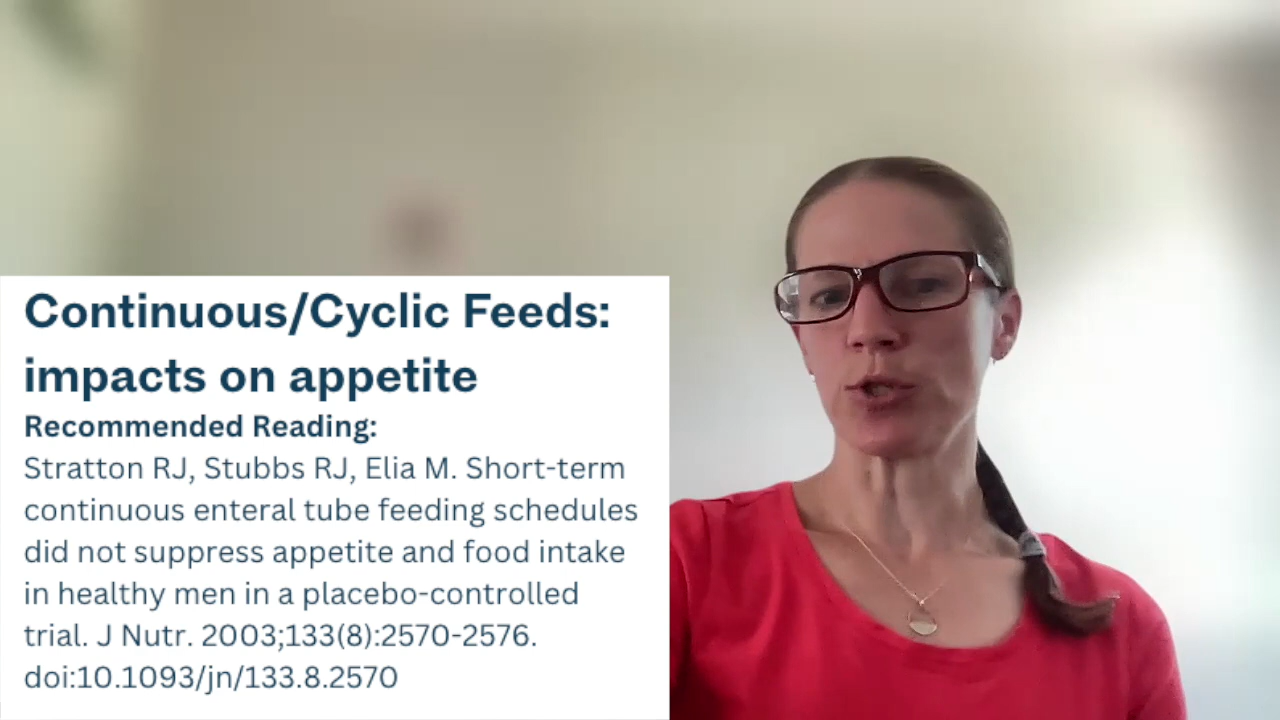 Continuous/Cyclic Feeds:
impacts on appetite
Recommended Reading:
Stratton RJ, Stubbs RJ, Elia M. Short-term
continuous enteral tube feeding schedules
did not suppress appetite and food intake
in healthy men in a placebo-controlled
trial. J Nutr. 2003;133(8):2570-2576.
doi:10.1093/jn/133.8.2570